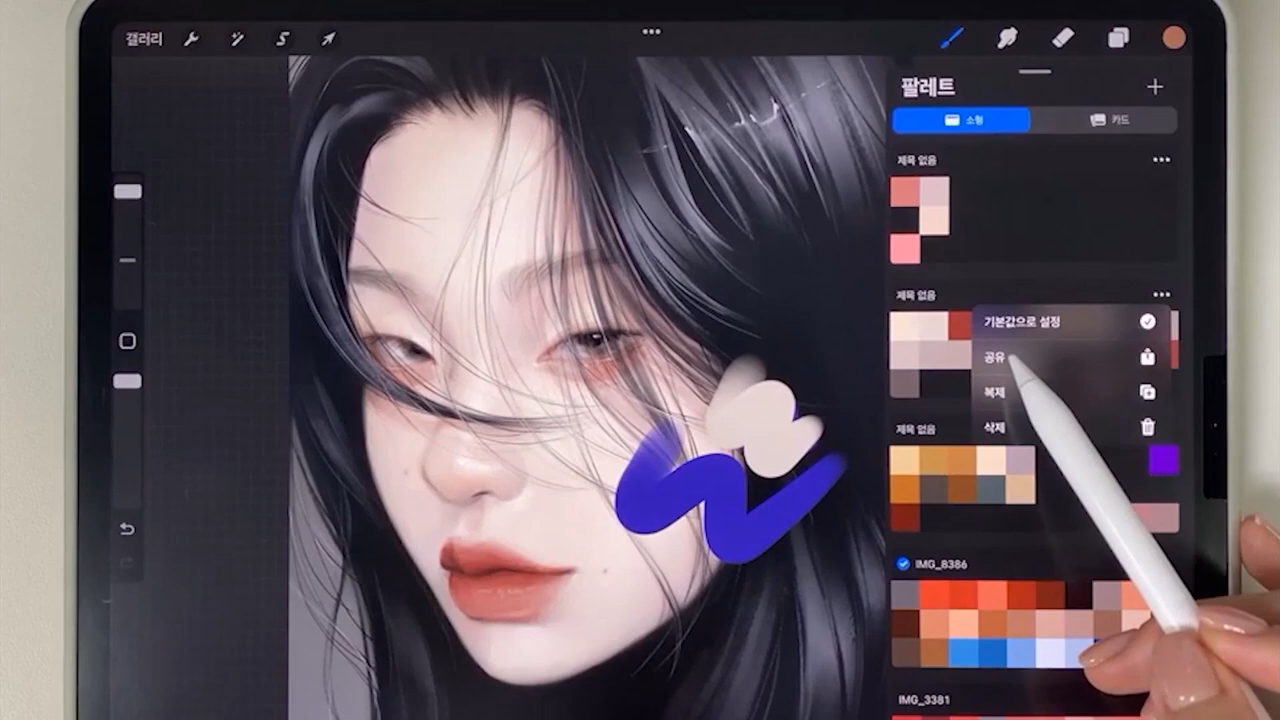 갤러리
팔레트
소형
카드
제목 없음
제목 없음
기본값으로 설정
공유
복제
삭제
제목 없음
IMG_8386
IMG_3381